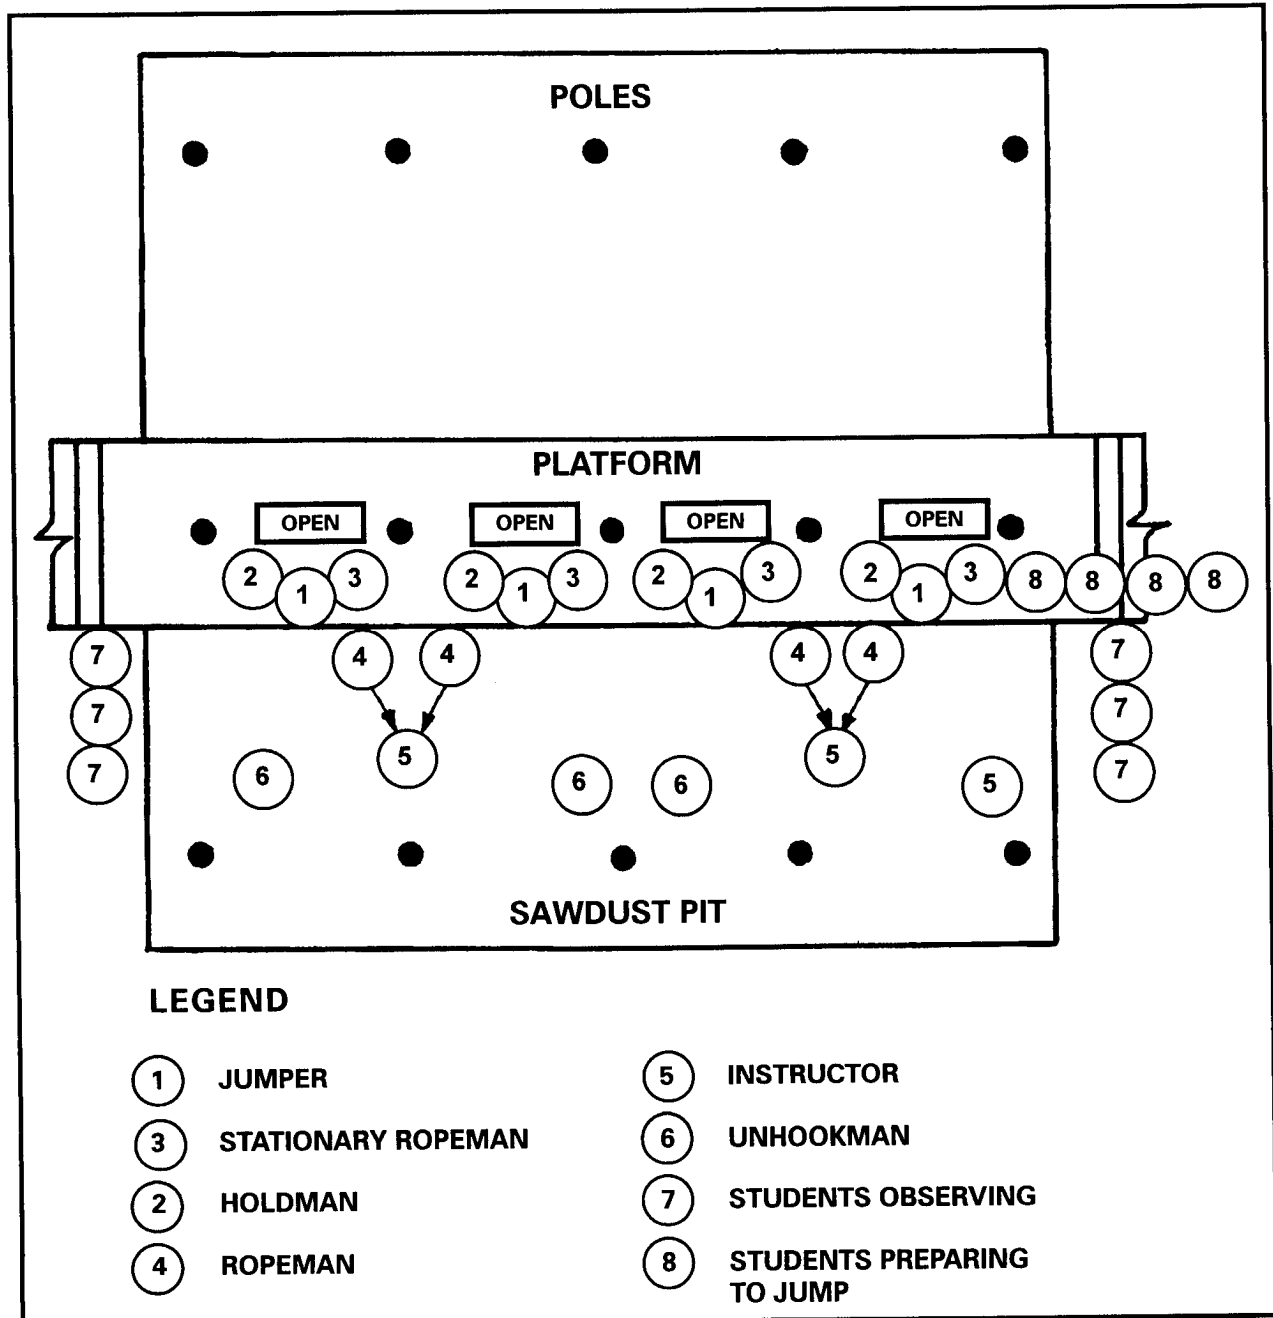 POLES
PLATFORM
OPEN OPEN OPEN OPEN
2 1 3 2 1 3 2 1 3 2 1 3 8 8 8 8
7 4 4 4 4 7
7 7
7 6 5 6 6 5 5 7
SAWDUST PIT
LEGEND
1 JUMPER
3 STATIONARY ROPEMAN
2 HOLDMAN
4 ROPEMAN
5 INSTRUCTOR
6 UNHOOKMAN
7 STUDENTS OBSERVING
8 STUDENTS PREPARING
TO JUMP